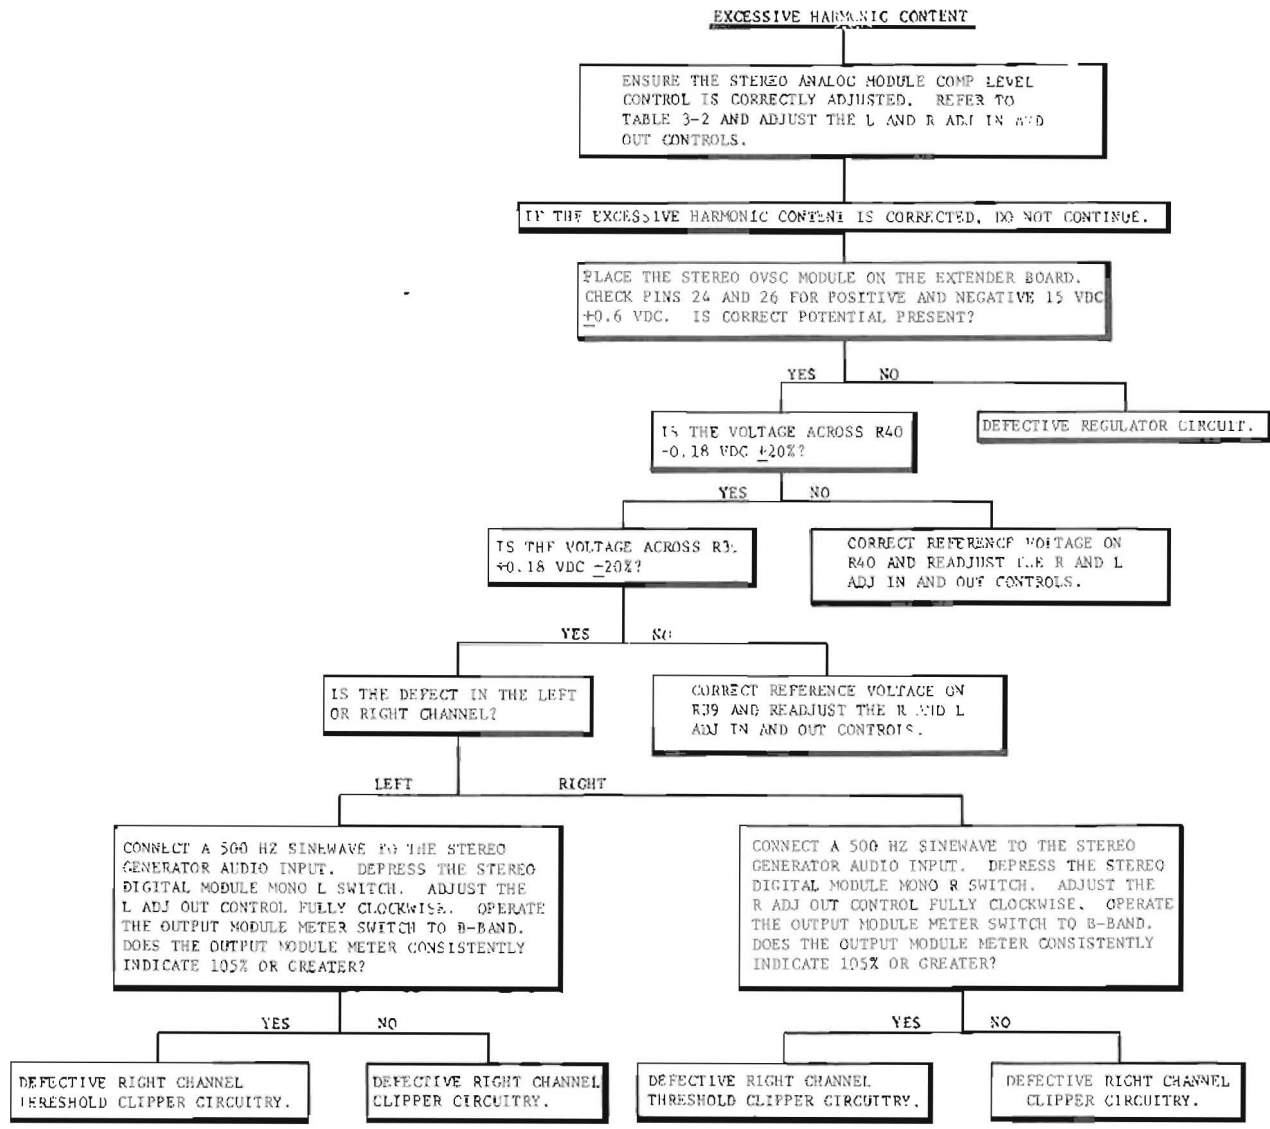 EXCESSIVE HARMONIC CONTENT
ENSURE THE STEREO ANALOG MODULE COMP LEVEL
CONTROL IS CORRECTLY ADJUSTED. REFER TO
TABLE 3-2 AND ADJUST THE L AND R ADJ IN AND
OUT CONTROLS.
IF THE EXCESSIVE HARMONIC CONTENT IS CORRECTED, DO NOT CONTINUE.
PLACE THE STEREO OVSC MODULE ON THE EXTENDER BOARD.
CHECK PINS 24 AND 26 FOR POSITIVE AND NEGATIVE 15 VDC
±0.6 VDC. IS CORRECT POTENTIAL PRESENT?
YES NO
IS THE VOLTAGE ACROSS R40
-0.18 VDC ±20%?
DEFECTIVE REGULATOR CIRCUIT.
YES NO
IS THE VOLTAGE ACROSS
+0.18 VDC ±20%?
CORRECT REFERENCE VOLTAGE ON
R40 AND READJUST THE R AND L
ADJ IN AND OUT CONTROLS.
YES NO
IS THE DEFECT IN THE LEFT
OR RIGHT CHANNEL?
CORRECT REFERENCE VOLTAGE ON
R39 AND READJUST THE R AND L
ADJ IN AND OUT CONTROLS.
LEFT RIGHT
CONNECT A 500 HZ SINEWAVE TO THE STEREO
GENERATOR AUDIO INPUT. DEPRESS THE STEREO
DIGITAL MODULE MONO L SWITCH. ADJUST THE
L ADJ OUT CONTROL FULLY CLOCKWISE. OPERATE
THE OUTPUT MODULE METER SWITCH TO B-BAND.
DOES THE OUTPUT MODULE METER CONSISTENTLY
INDICATE 105% OR GREATER?
CONNECT A 500 HZ SINEWAVE TO THE STEREO
GENERATOR AUDIO INPUT. DEPRESS THE STEREO
DIGITAL MODULE MONO R SWITCH. ADJUST THE
R ADJ OUT CONTROL FULLY CLOCKWISE. OPERATE
THE OUTPUT MODULE METER SWITCH TO B-BAND.
DOES THE OUTPUT MODULE METER CONSISTENTLY
INDICATE 105% OR GREATER?
YES NO
YES NO
DEFECTIVE RIGHT CHANNEL
THRESHOLD CLIPPER CIRCUITRY.
DEFECTIVE RIGHT CHANNEL
CLIPPER CIRCUITRY.
DEFECTIVE RIGHT CHANNEL
THRESHOLD CLIPPER CIRCUITRY.
DEFECTIVE RIGHT CHANNEL
CLIPPER CIRCUITRY.